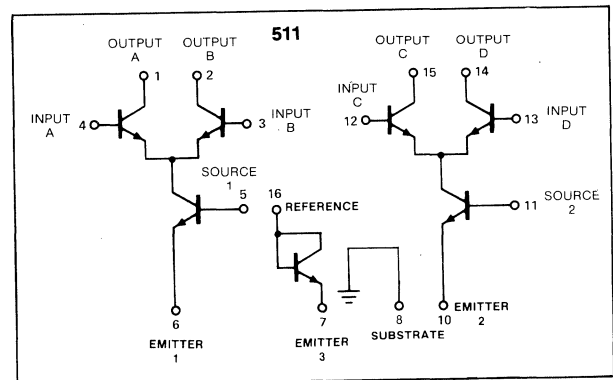 511
OUTPUT
A
OUTPUT
B
1
2
INPUT
A
4
3
INPUT
B
SOURCE
1
5
6
EMITTER
1
16
REFERENCE
7
EMITTER
3
8
SUBSTRATE
OUTPUT
C
OUTPUT
D
15
14
INPUT
C
12
13
INPUT
D
11
SOURCE
2
10
EMITTER
2